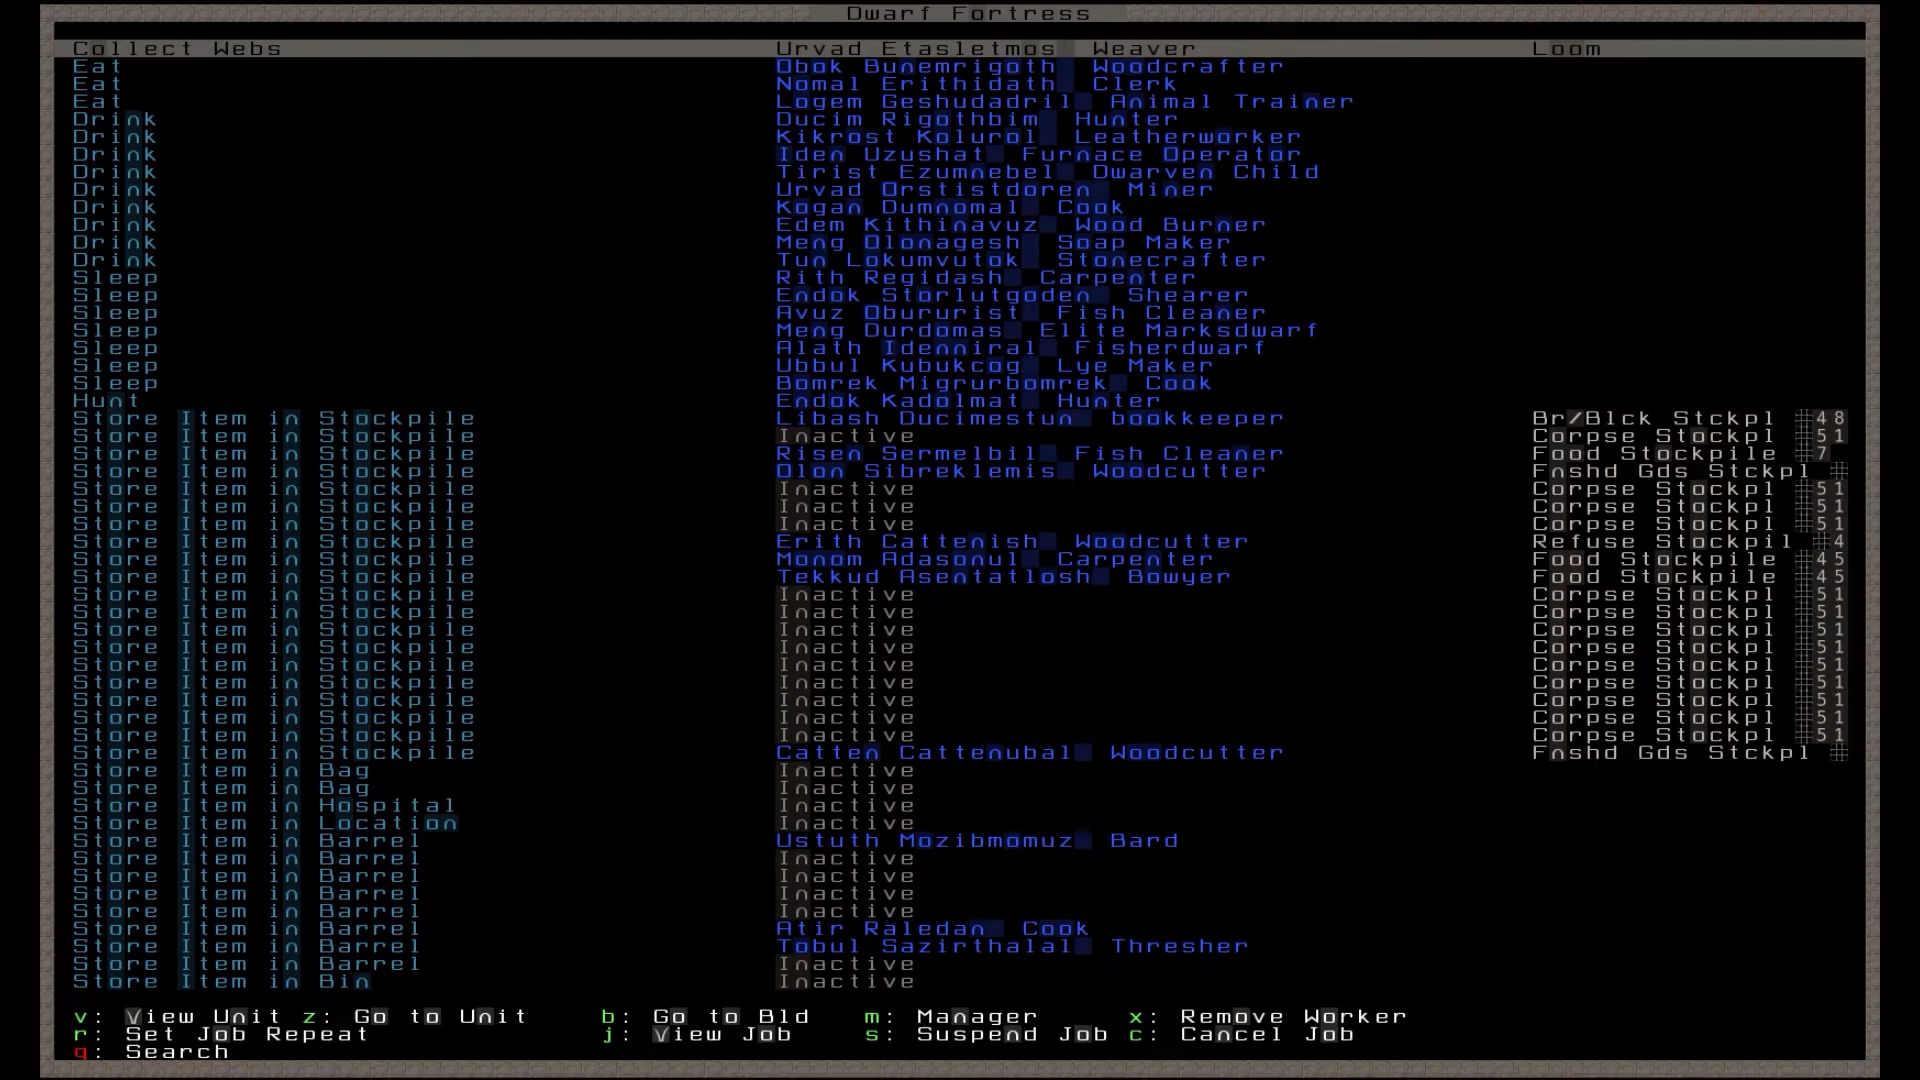 Dwarf Fortress
Collect Webs Urvad Etasletmos Weaver Loom
Eat Obok Bunemrigoth Woodcrafter
Eat Nomal Erithidath Clerk
Eat Logem Geshudadril Animal Trainer
Drink Ducim Rigothbim Hunter
Drink Kikrost Kolurol Leatherworker
Drink Iden Uzushat Furnace Operator
Drink Tirist Ezumnebel Dwarven Child
Drink Urvad Orstistdoren Miner
Drink Kogan Dumnomal Cook
Drink Edem Kithinavuz Wood Burner
Drink Meng Olonagesh Soap Maker
Drink Tun Lokumvutok Stonecrafter
Sleep Rith Regidash Carpenter
Sleep Endok Storlutgoden Shearer
Sleep Avuz Obururist Fish Cleaner
Sleep Meng Durdomas Elite Marksdwarf
Sleep Alath Idenniral Fisherdwarf
Sleep Ubbul Kubukcog Lye Maker
Sleep Bomrek Migrurbomrek Cook
Hunt Endok Kadolmat Hunter
Store Item in Stockpile Libash Ducimestun bookkeeper Br/Blck Stckpl #48
Store Item in Stockpile Inactive Corpse Stockpl #51
Store Item in Stockpile Risen Sermelbil Fish Cleaner Food Stockpile #7
Store Item in Stockpile Olon Sibreklemis Woodcutter Fnshd Gds Stckpl #
Store Item in Stockpile Inactive Corpse Stockpl #51
Store Item in Stockpile Inactive Corpse Stockpl #51
Store Item in Stockpile Inactive Corpse Stockpl #51
Store Item in Stockpile Erith Cattenish Woodcutter Refuse Stockpil #4
Store Item in Stockpile Monom Adasonul Carpenter Food Stockpile #45
Store Item in Stockpile Tekkud Asentatlosh Bowyer Food Stockpile #45
Store Item in Stockpile Inactive Corpse Stockpl #51
Store Item in Stockpile Inactive Corpse Stockpl #51
Store Item in Stockpile Inactive Corpse Stockpl #51
Store Item in Stockpile Inactive Corpse Stockpl #51
Store Item in Stockpile Inactive Corpse Stockpl #51
Store Item in Stockpile Inactive Corpse Stockpl #51
Store Item in Stockpile Inactive Corpse Stockpl #51
Store Item in Stockpile Inactive Corpse Stockpl #51
Store Item in Stockpile Inactive Corpse Stockpl #51
Store Item in Stockpile Catten Cattenubal Woodcutter Fnshd Gds Stckpl #
Store Item in Bag Inactive
Store Item in Bag Inactive
Store Item in Hospital Inactive
Store Item in Location Inactive
Store Item in Barrel Ustuth Mozibmomuz Bard
Store Item in Barrel Inactive
Store Item in Barrel Inactive
Store Item in Barrel Inactive
Store Item in Barrel Inactive
Store Item in Barrel Atir Raledan Cook
Store Item in Barrel Tobul Sazirthalal Thresher
Store Item in Barrel Inactive
Store Item in Bin Inactive
v: View Unit z: Go to Unit b: Go to Bld m: Manager x: Remove Worker
r: Set Job Repeat j: View Job s: Suspend Job c: Cancel Job
q: Search